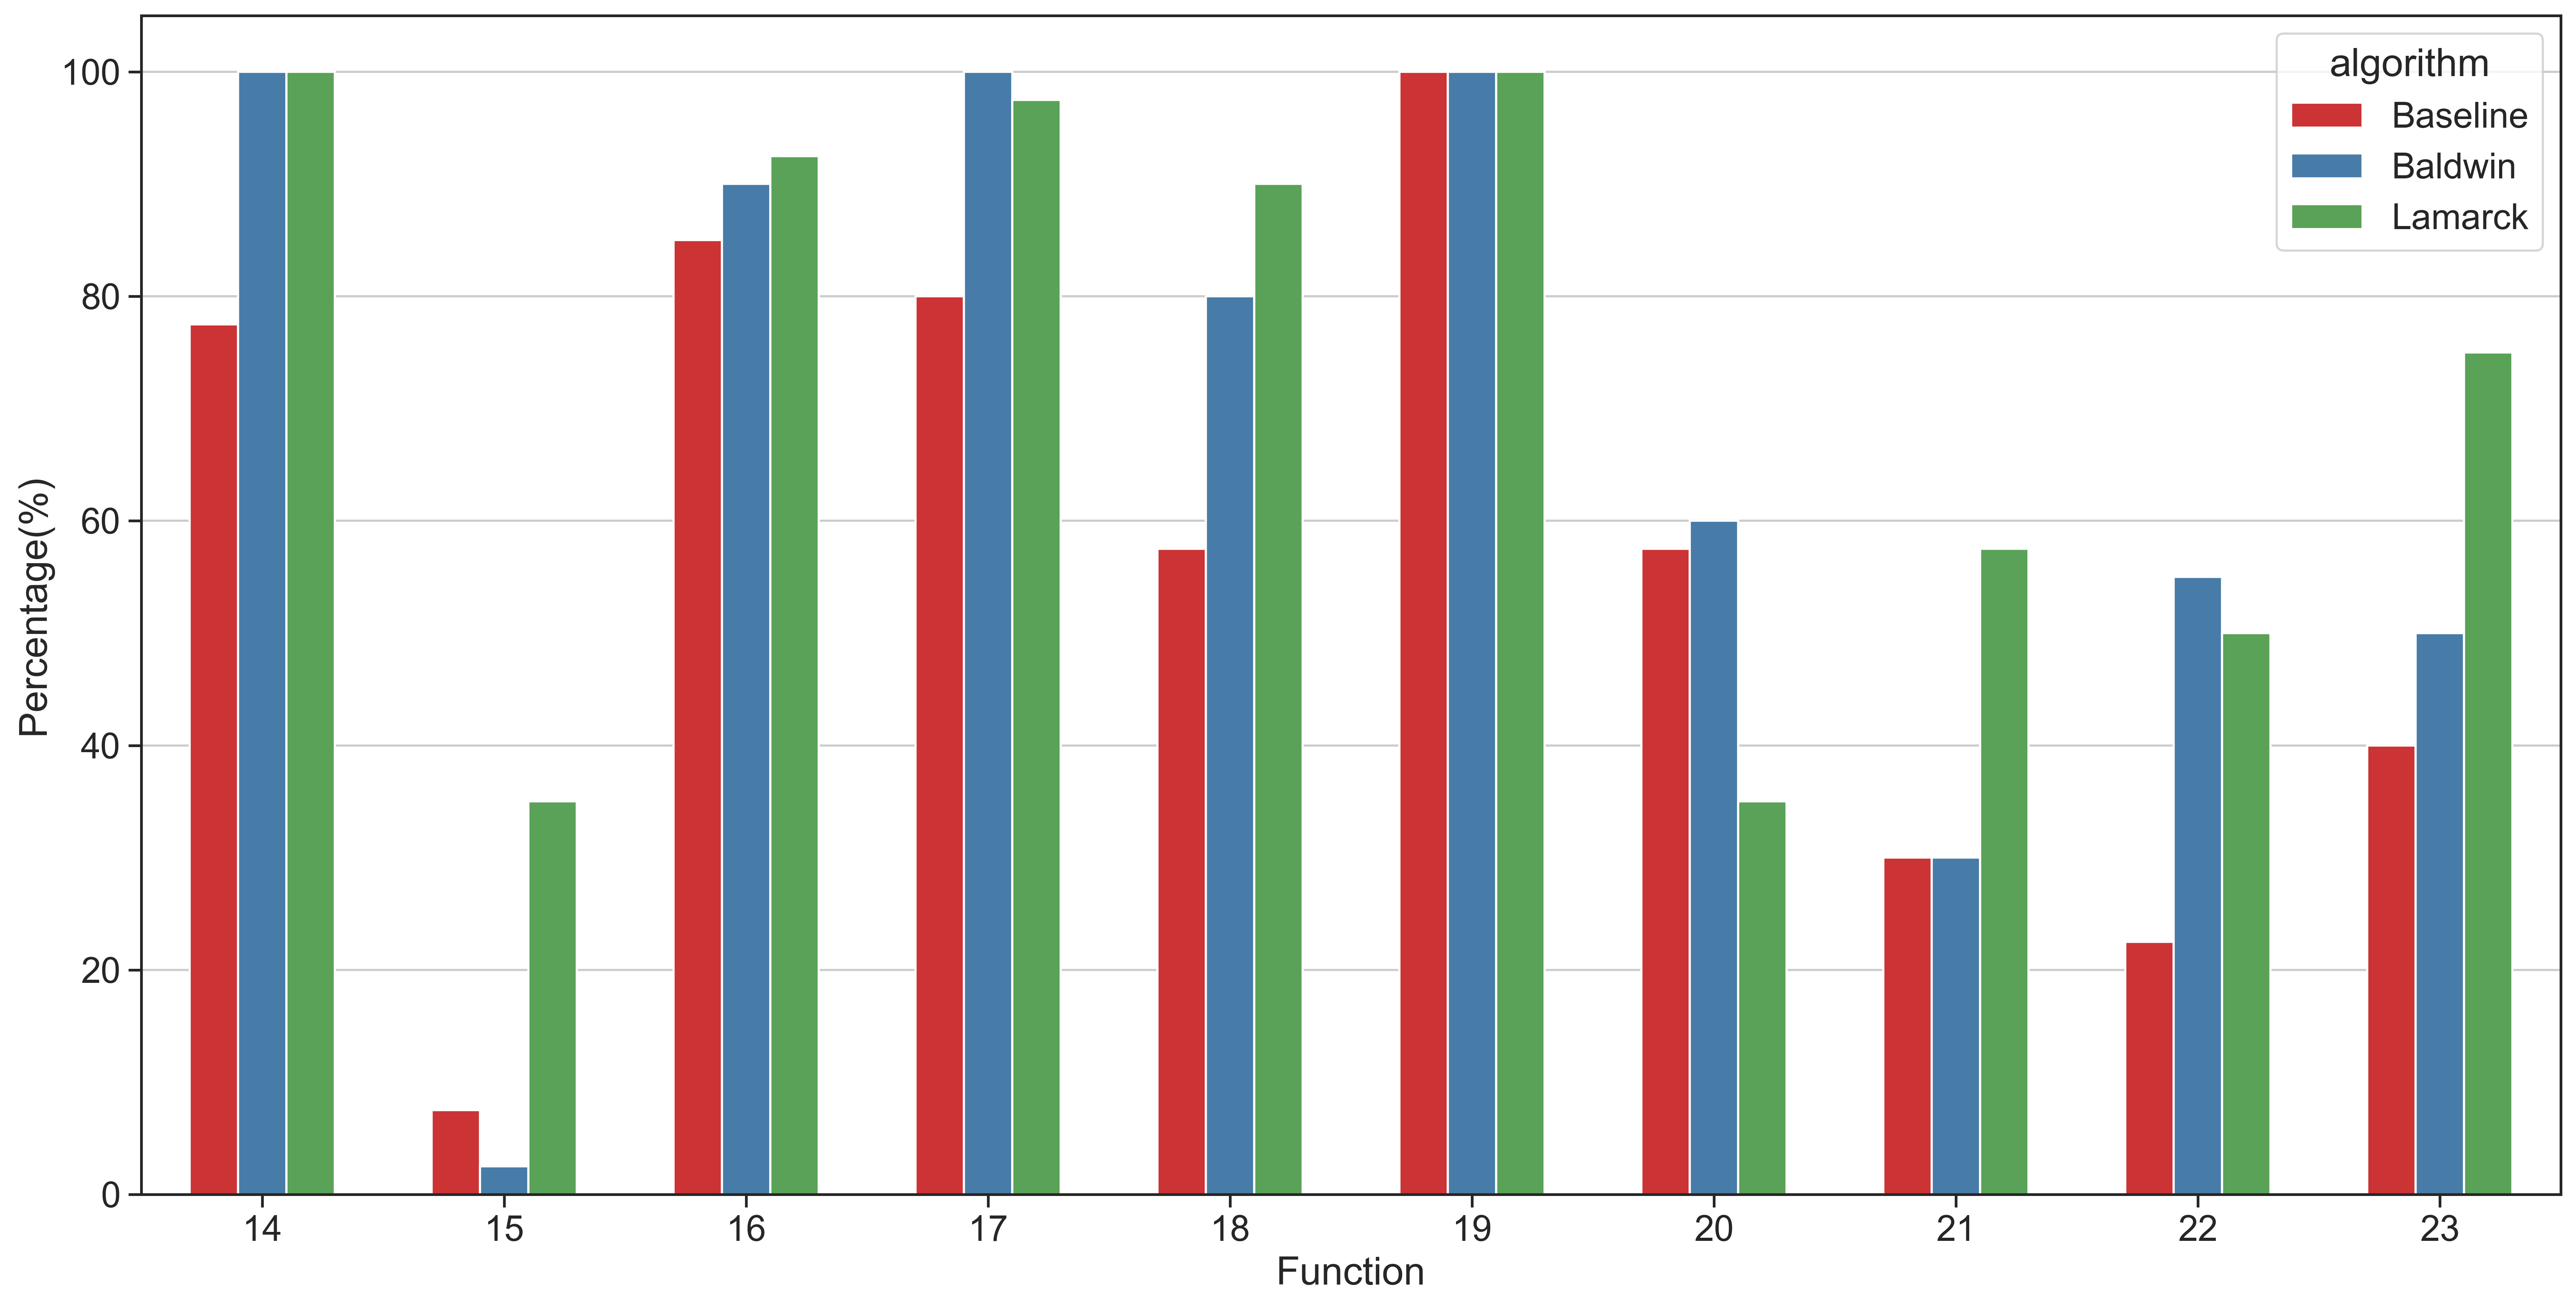 algorithm
Baseline
Baldwin
Lamarck
Percentage(%)
100
80
60
40
20
0
14 15 16 17 18 19 20 21 22 23
Function